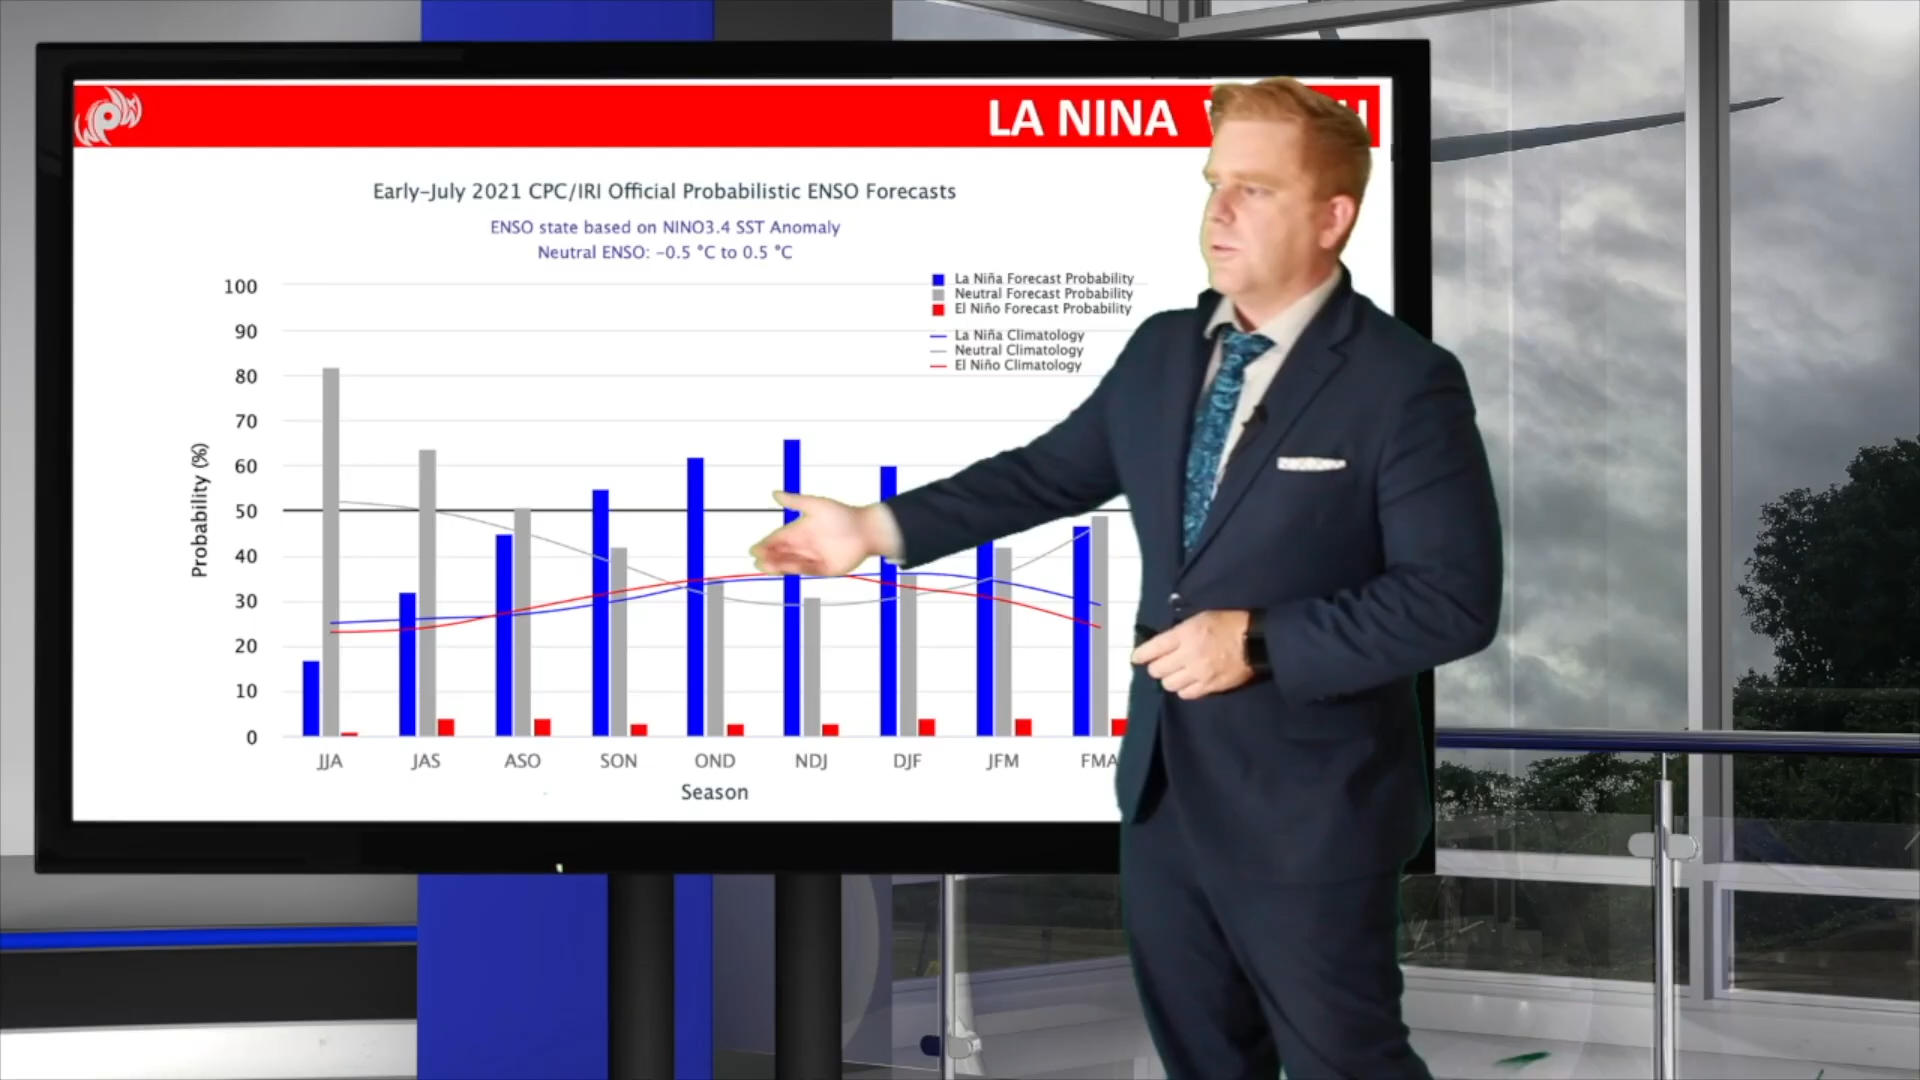 LA NINA
Early-July 2021 CPC/IRI Official Probabilistic ENSO Forecasts
ENSO state based on NINO3.4 SST Anomaly
Neutral ENSO: -0.5 °C to 0.5 °C
La Niña Forecast Probability
Neutral Forecast Probability
El Niño Forecast Probability
La Niña Climatology
Neutral Climatology
El Niño Climatology
Probability (%)
100
90
80
70
60
50
40
30
20
10
0
JJA JAS ASO SON OND NDJ DJF JFM FMA
Season